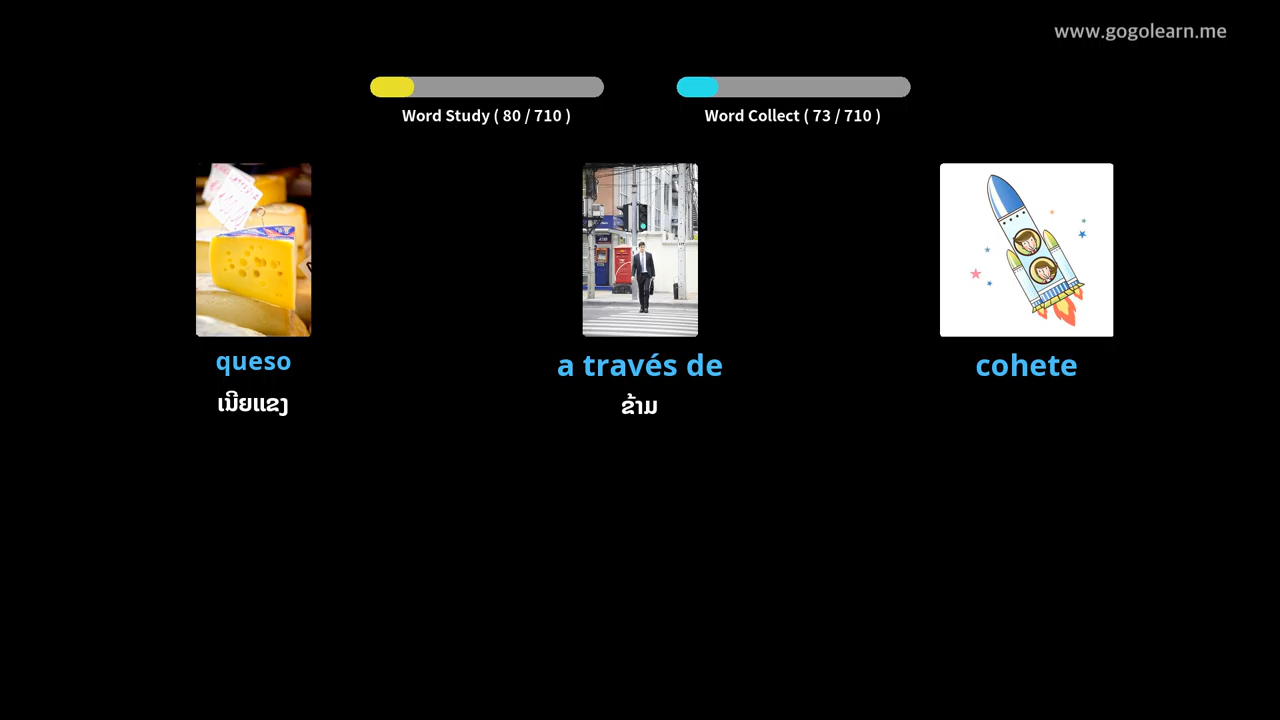 www.gogolearn.me
Word Study ( 80 / 710 )
Word Collect ( 73 / 710 )
queso
a través de
cohete
ເນີຍແຂງ
ຂ້າມ